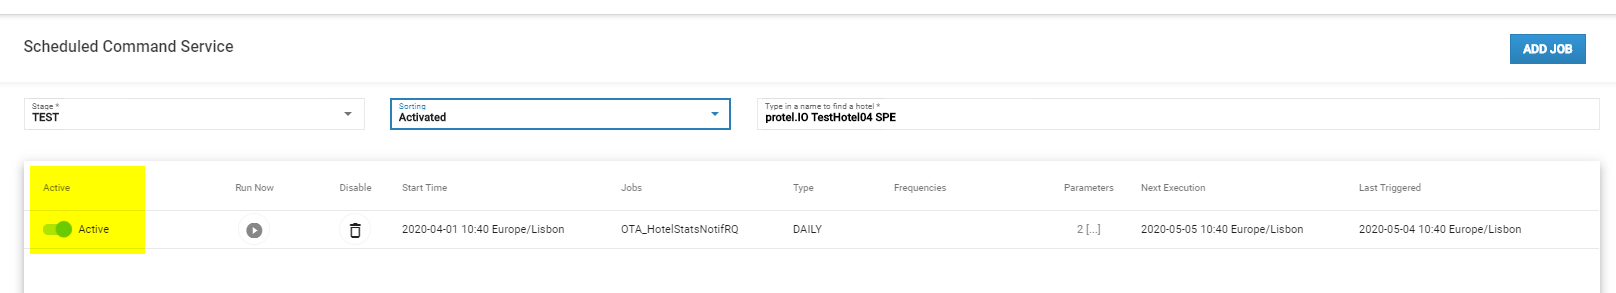 Scheduled Command Service
ADD JOB
Stage *
TEST
Sorting
Activated
Type in a name to find a hotel *
protel.IO TestHotel04 SPE
Active Run Now Disable Start Time Jobs Type Frequencies Parameters Next Execution Last Triggered
Active 2020-04-01 10:40 Europe/Lisbon OTA_HotelStatsNotifRQ DAILY 2 [...] 2020-05-05 10:40 Europe/Lisbon 2020-05-04 10:40 Europe/Lisbon